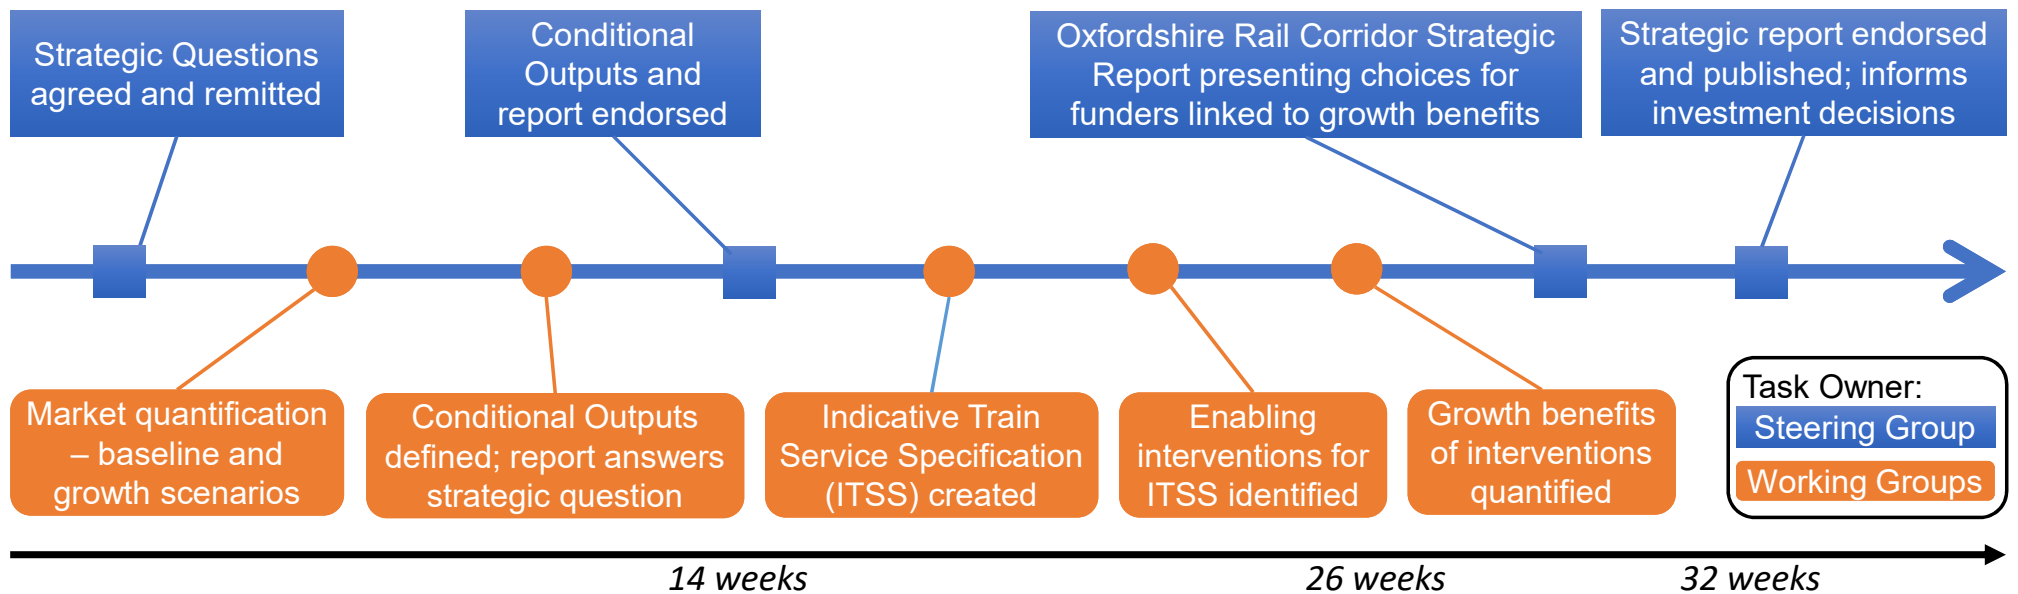 Strategic Questions
agreed and remitted
Conditional
Outputs and
report endorsed
Oxfordshire Rail Corridor Strategic
Report presenting choices for
funders linked to growth benefits
Strategic report endorsed
and published; informs
investment decisions
Market quantification
– baseline and
growth scenarios
Conditional Outputs
defined; report answers
strategic question
Indicative Train
Service Specification
(ITSS) created
Enabling
interventions for
ITSS identified
Growth benefits
of interventions
quantified
Task Owner:
Steering Group
Working Groups
14 weeks
26 weeks
32 weeks